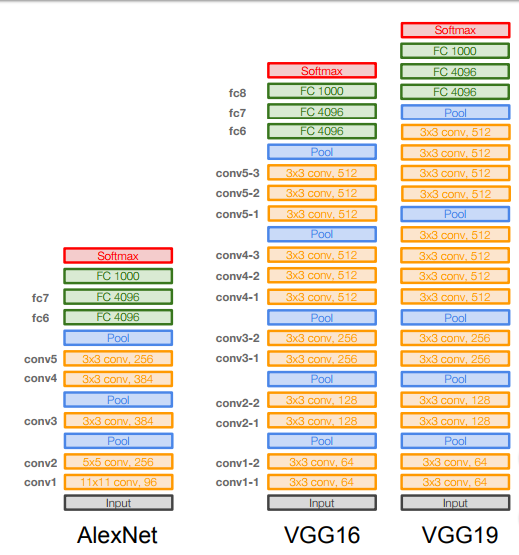 Softmax
FC 1000
fc7 FC 4096
fc6 FC 4096
Pool
conv5 3x3 conv, 256
conv4 3x3 conv, 384
Pool
conv3 3x3 conv, 384
Pool
conv2 5x5 conv, 256
conv1 11x11 conv, 96
Input
AlexNet
Softmax
fc8 FC 1000
fc7 FC 4096
fc6 FC 4096
Pool
conv5-3 3x3 conv, 512
conv5-2 3x3 conv, 512
conv5-1 3x3 conv, 512
Pool
conv4-3 3x3 conv, 512
conv4-2 3x3 conv, 512
conv4-1 3x3 conv, 512
Pool
conv3-2 3x3 conv, 256
conv3-1 3x3 conv, 256
Pool
conv2-2 3x3 conv, 128
conv2-1 3x3 conv, 128
Pool
conv1-2 3x3 conv, 64
conv1-1 3x3 conv, 64
Input
VGG16
Softmax
FC 1000
FC 4096
FC 4096
Pool
3x3 conv, 512
3x3 conv, 512
3x3 conv, 512
3x3 conv, 512
Pool
3x3 conv, 512
3x3 conv, 512
3x3 conv, 512
3x3 conv, 512
Pool
3x3 conv, 256
3x3 conv, 256
Pool
3x3 conv, 128
3x3 conv, 128
Pool
3x3 conv, 64
3x3 conv, 64
Input
VGG19